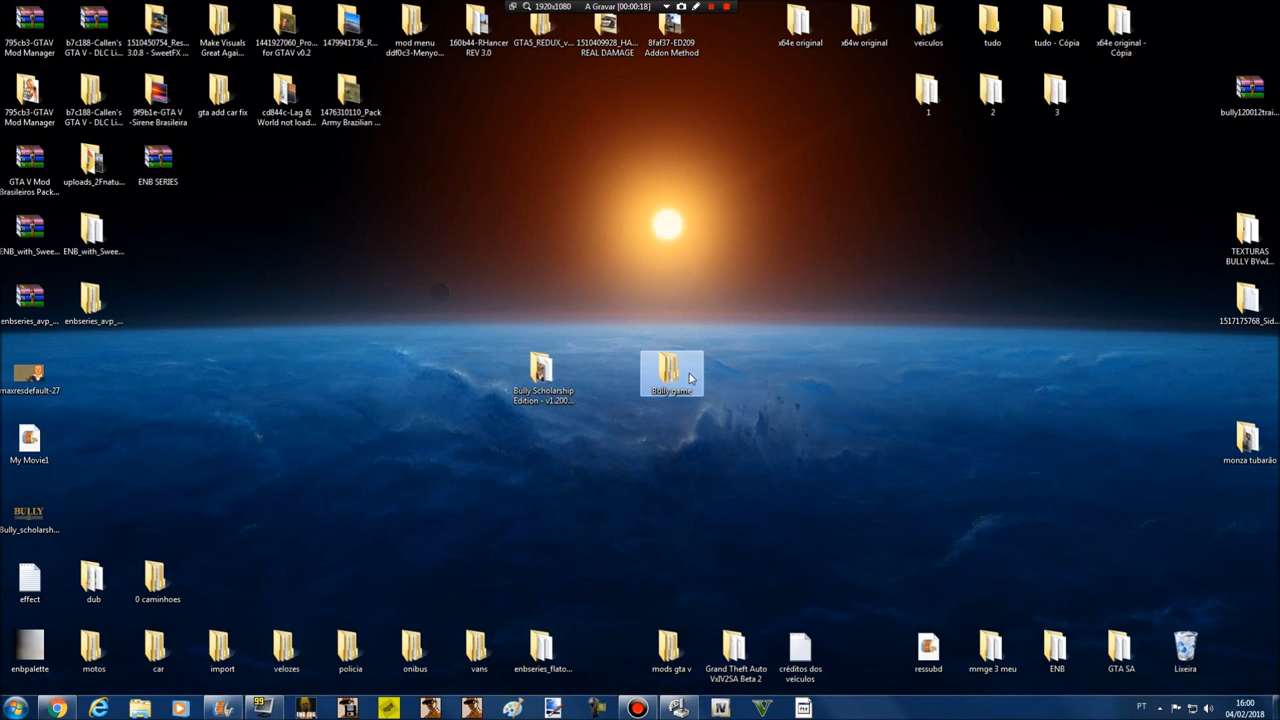 1920x1080 A Gravar [00:00:18]
795cb3-GTAV
Mod Manager
b7c188-Callen's
GTA V - DLC Li...
1510450754_Res...
3.0.8 - SweetFX ...
Make Visuals
Great Agai...
1441927060_Pro...
for GTAV v0.2
1479941736_R...
mod menu
ddf0c3-Menyo...
160b44-RHancer
REV 3.0
GTA5_REDUX_v...
1510409928_HA...
REAL DAMAGE
8faf37-ED209
Addon Method
x64e original
x64w original
veiculos
tudo
tudo - Cópia
x64e original -
Cópia
795cb3-GTAV
Mod Manager
b7c188-Callen's
GTA V - DLC Li...
9f9b1e-GTA V
-Sirene Brasileira
gta add car fix
cd844c-Lag &
World not load...
1476310110_Pack
Army Brazilian ...
1
2
3
bully120012trai...
GTA V Mod
Brasileiros Pack...
uploads_2Fnatu...
ENB SERIES
ENB_with_Swee...
ENB_with_Swee...
TEXTURAS
BULLY BYwI...
enbseries_avp_...
enbseries_avp_...
1517175768_Sid...
maxresdefault-27
Bully Scholarship
Edition - v1.200...
Bully game
My Movie1
monza tubarão
BULLY
Bully_scholarsh...
effect
dub
0 caminhoes
enbpalette
motos
car
import
velozes
policia
onibus
vans
enbseries_flato...
mods gta v
Grand Theft Auto
VxIV2SA Beta 2
créditos dos
veículos
ressubd
mmge 3 meu
ENB
GTA SA
Lixeira
99
IV
V
PT
16:00
04/02/2018